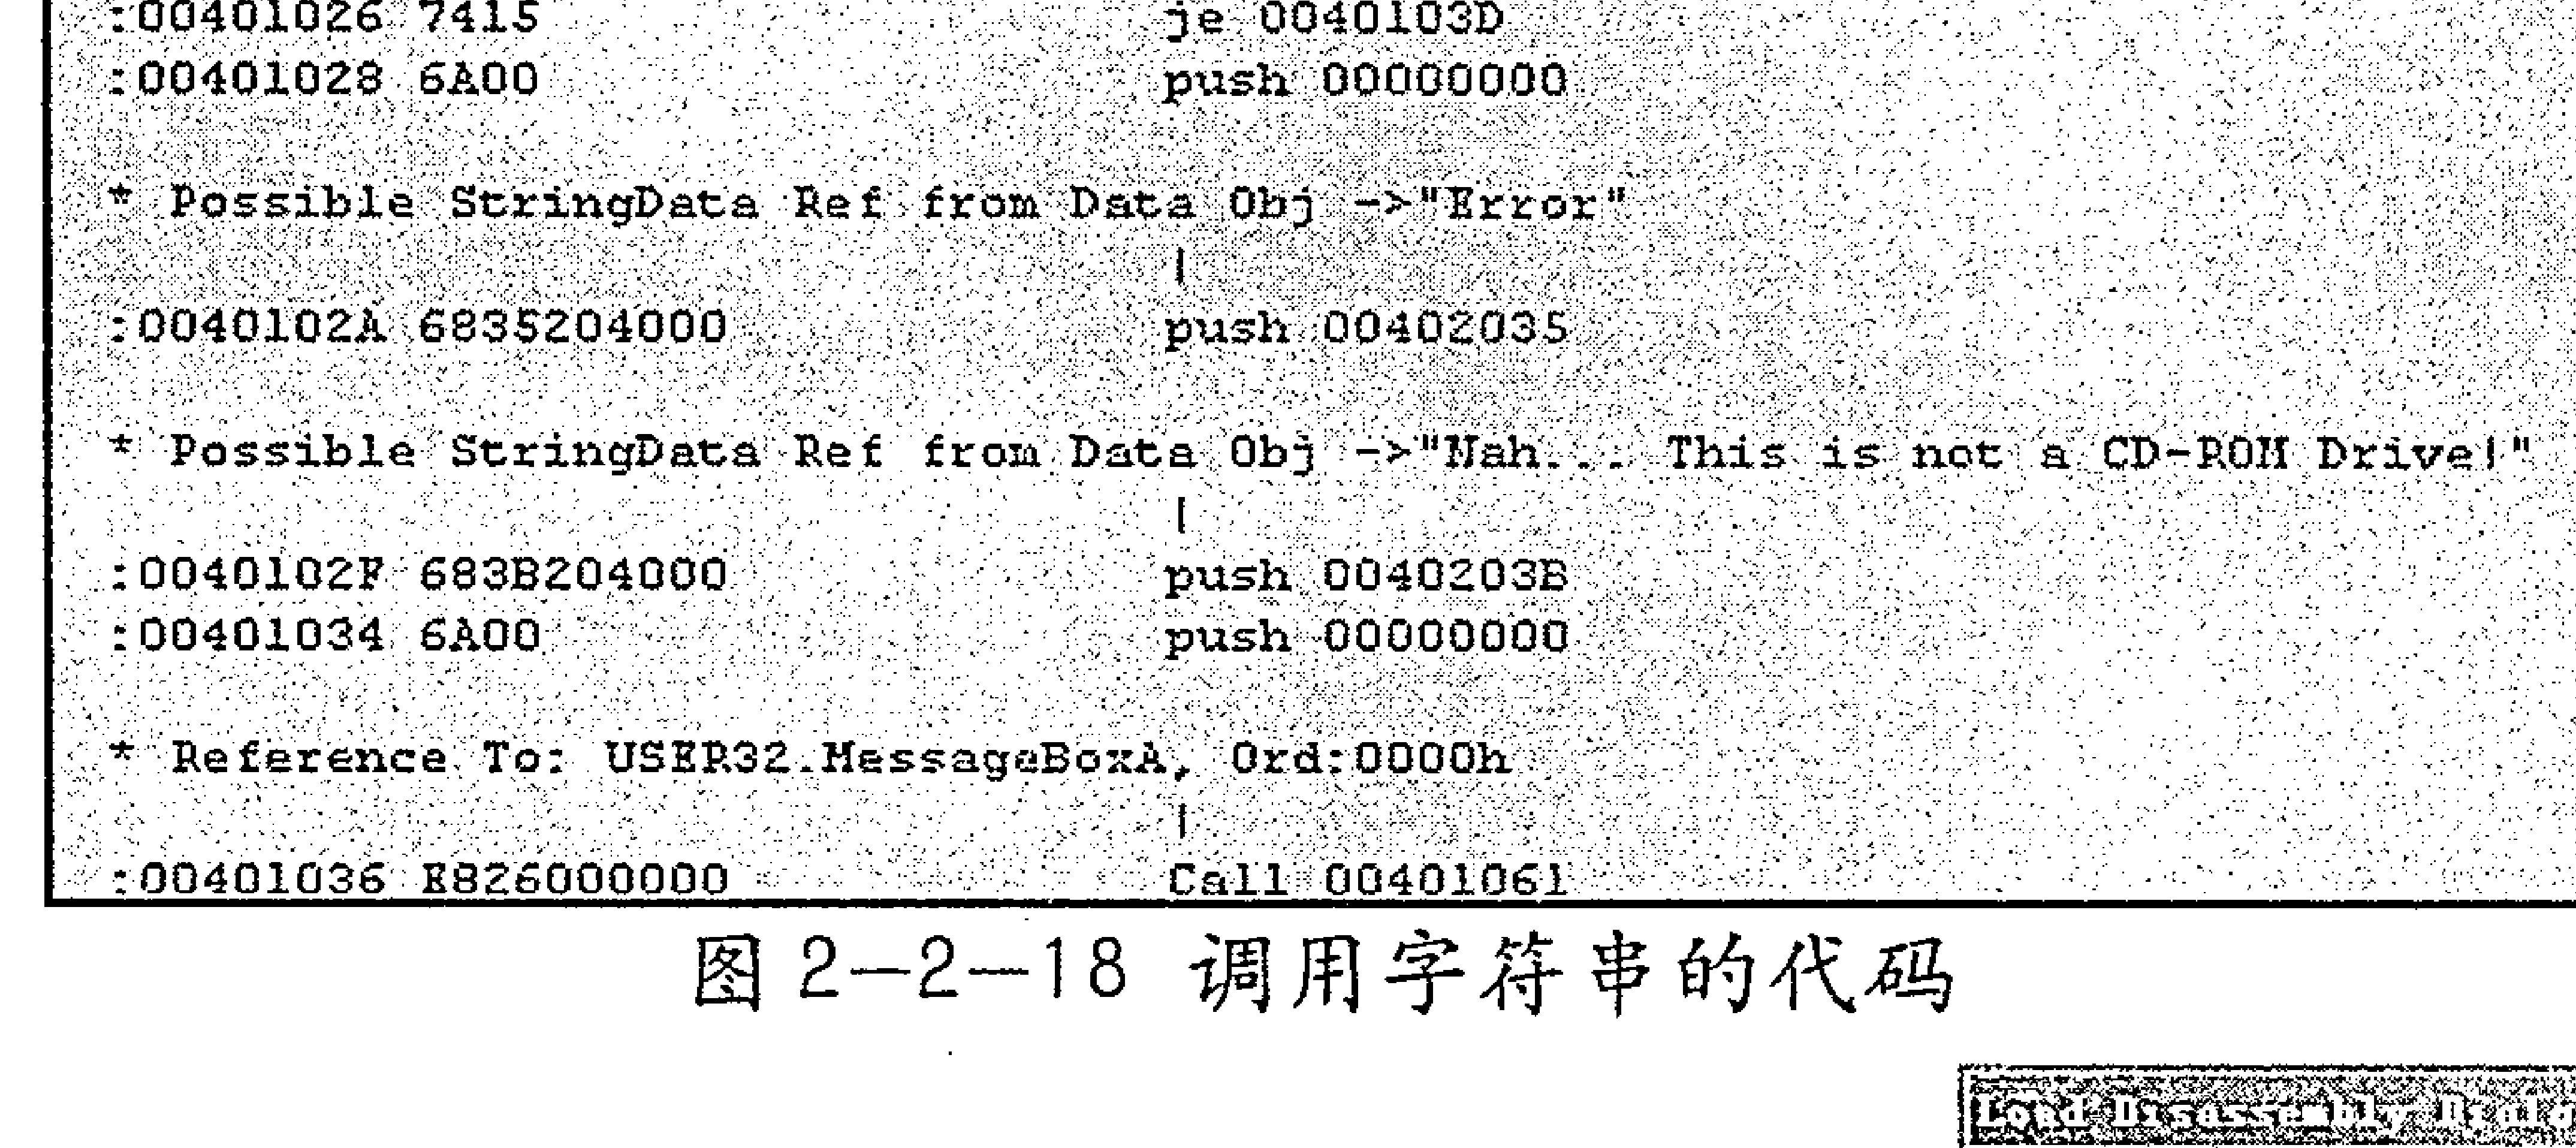 :00401026 7415 je 0040103D
:00401028 6A00 push 00000000
* Possible StringData Ref from Data Obj ->"Error"
|
:0040102A 6835204000 push 00402035
* Possible StringData Ref from Data Obj ->"Nah... This is not a CD-ROM Drive!"
|
:0040102F 683B204000 push 0040203B
:00401034 6A00 push 00000000
* Reference To: USER32.MessageBoxA, Ord:0000h
|
:00401036 E826000000 Call 00401061
图 2-2-18 调用字符串的代码
Load Disassembly